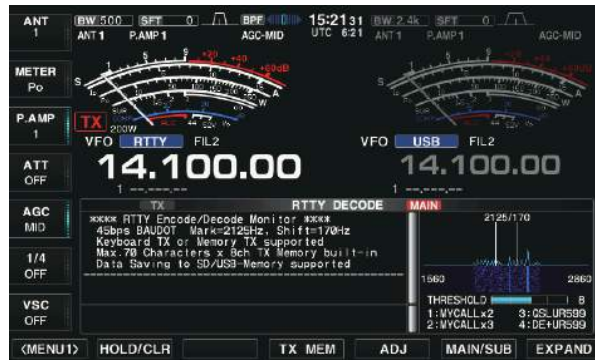 ANT 1
BW 500 SFT 0 BPF 15:21 31 BW 2.4k SFT 0
ANT 1 P.AMP 1 AGC-MID UTC 6:21 ANT 1 P.AMP 1 AGC-MID
METER Po
P.AMP 1
TX 200W
VFO RTTY FIL2 VFO USB FIL2
14.100.00 14.100.00
1 --,---,-- 1 --,---,--
ATT OFF
TX RTTY DECODE MAIN
AGC MID
**** RTTY Encode/Decode Monitor ****
45bps BAUDOT Mark=2125Hz, Shift=170Hz
Keyboard TX or Memory TX supported
Max.70 Characters x 8ch TX Memory built-in
Data Saving to SD/USB-Memory supported
2125/170
1560 2860
THRESHOLD 8
1:MYCALLx2 3:QSLUR599
2:MYCALLx3 4:DE+UR599
1/4 OFF
VSC OFF
<MENU1> HOLD/CLR TX MEM ADJ MAIN/SUB EXPAND